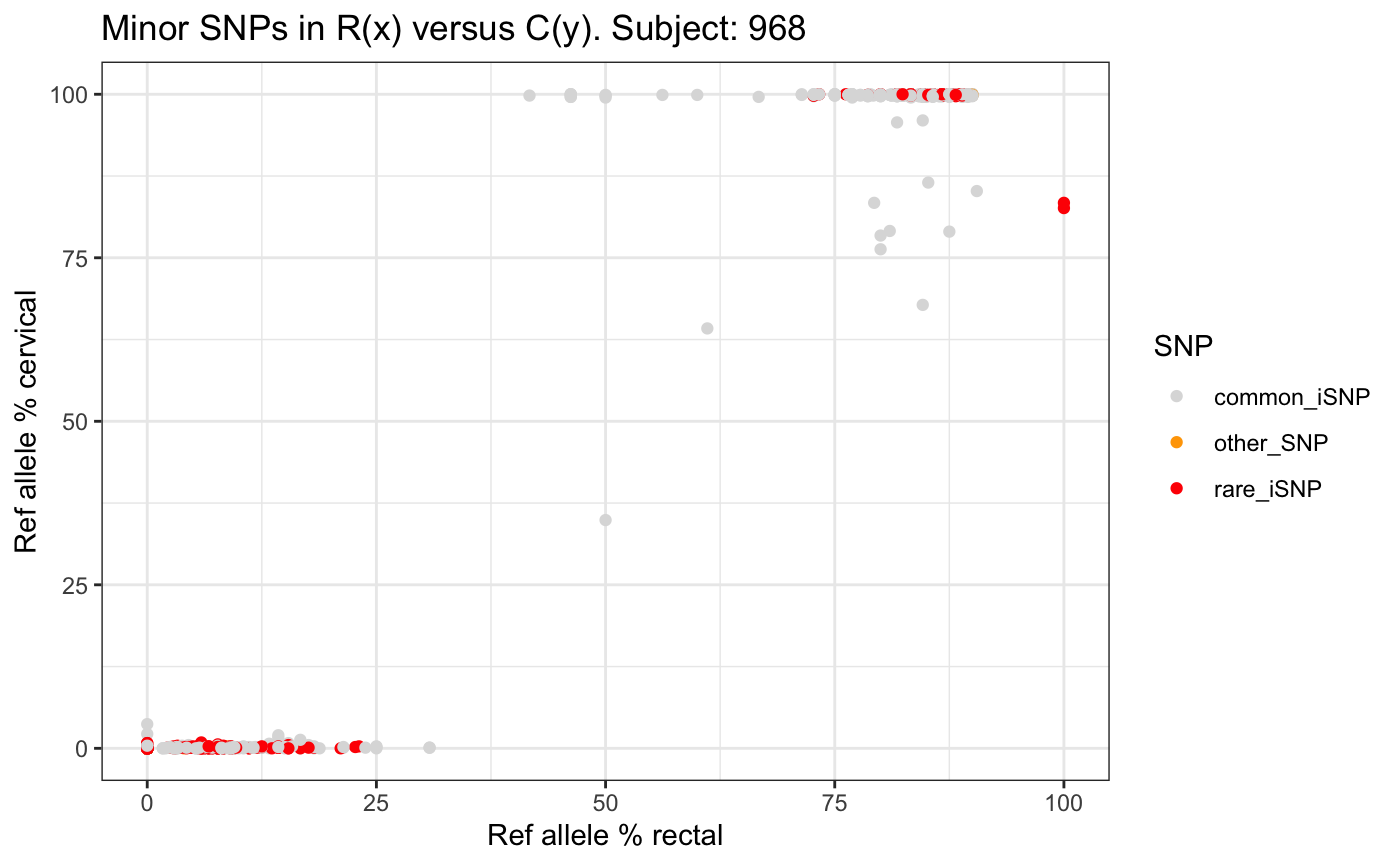 Minor SNPs in R(x) versus C(y). Subject: 968
Ref allele % cervical
100
75
50
25
0
0 25 50 75 100
Ref allele % rectal
SNP
common_iSNP
other_SNP
rare_iSNP